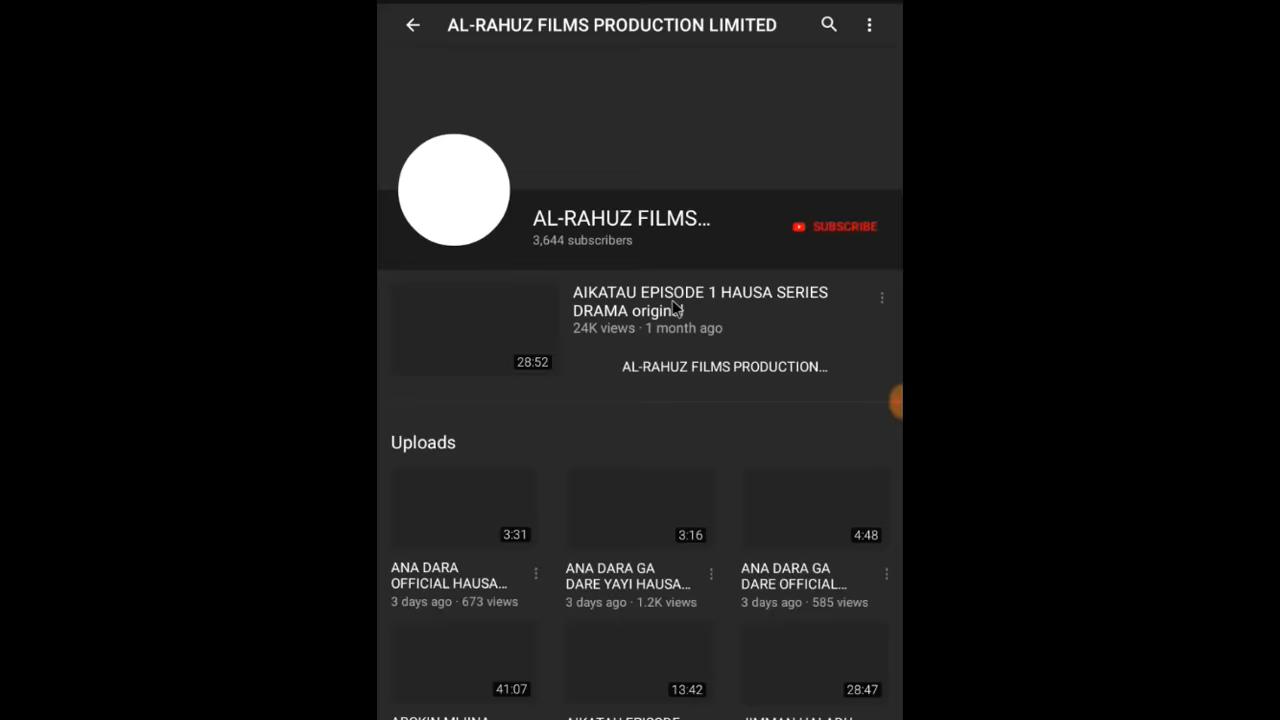 AL-RAHUZ FILMS PRODUCTION LIMITED
AL-RAHUZ FILMS...
3,644 subscribers
SUBSCRIBE
AIKATAU EPISODE 1 HAUSA SERIES
DRAMA original
24K views · 1 month ago
28:52
AL-RAHUZ FILMS PRODUCTION...
Uploads
3:31
3:16
4:48
ANA DARA
OFFICIAL HAUSA...
3 days ago · 673 views
ANA DARA GA
DARE YAYI HAUSA...
3 days ago · 1.2K views
ANA DARA GA
DARE OFFICIAL...
3 days ago · 585 views
41:07
13:42
28:47
AIKATAU EPISODE